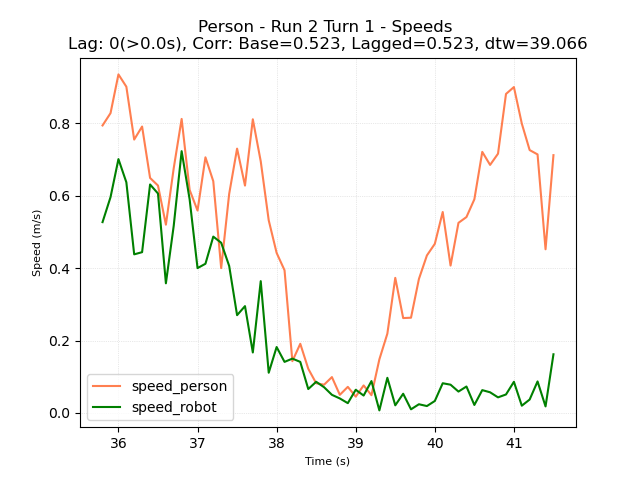 Person - Run 2 Turn 1 - Speeds
Lag: 0(>0.0s), Corr: Base=0.523, Lagged=0.523, dtw=39.066
Speed (m/s)
0.8
0.6
0.4
0.2
0.0
speed_person
speed_robot
36 37 38 39 40 41
Time (s)